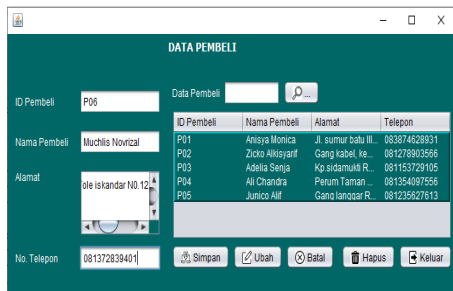 DATA PEMBELI
ID Pembeli P06
Nama Pembeli Muchlis Novrizal
Alamat ole iskandar N0.12
No. Telepon 081372839401
Data Pembeli ...
ID Pembeli Nama Pembeli Alamat Telepon
P01 Anisya Monica Jl. sumur batu III... 083874628931
P02 Zicko Alkisyarif Gang kabel, ke... 081278903566
P03 Adelia Senja Kp.sidamukti R... 081153729105
P04 Ali Chandra Perum Taman ... 081354097556
P05 Junico Alif Gang langgar R... 081235627613
Simpan Ubah Batal Hapus Keluar